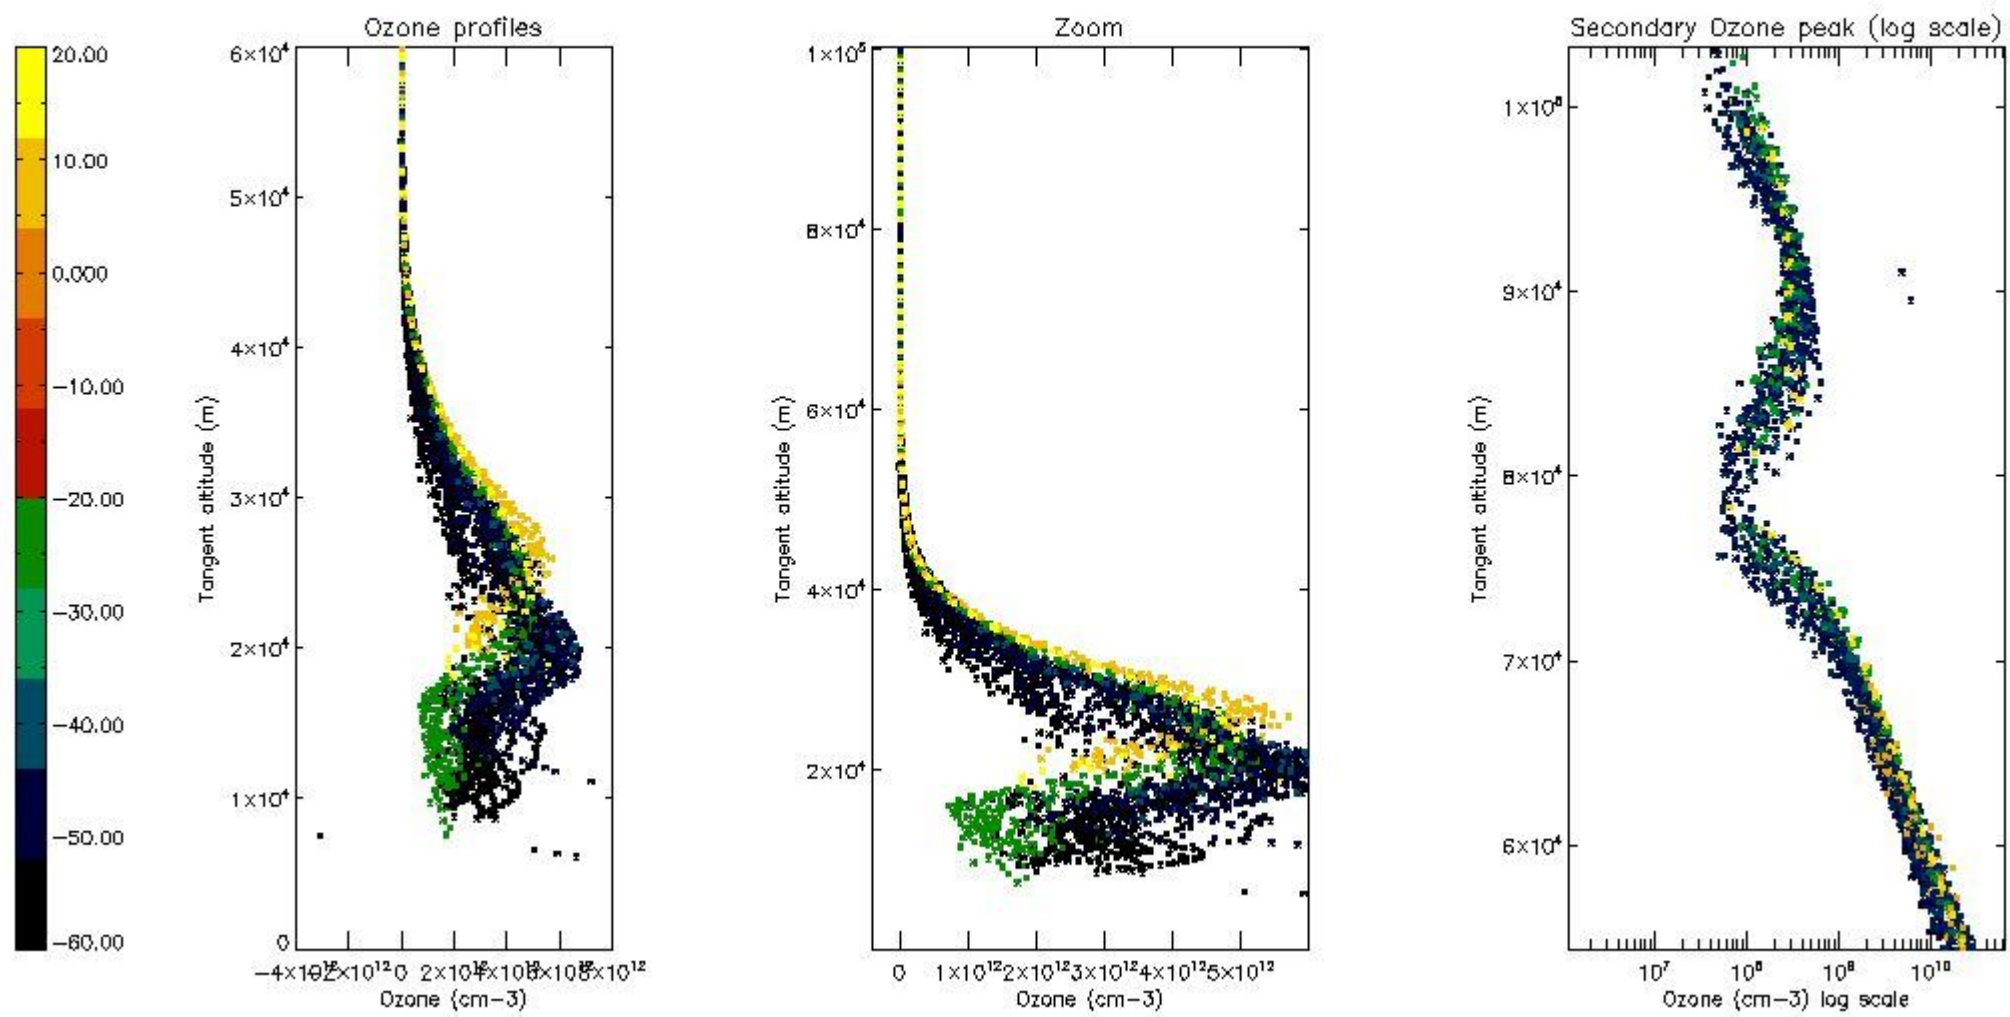 Ozone profiles
Zoom
Secondary Ozone peak (log scale)
20.00
10.00
0.000
−10.00
−20.00
−30.00
−40.00
−50.00
−60.00
6×10⁴
5×10⁴
4×10⁴
3×10⁴
2×10⁴
1×10⁴
0
Tangent altitude (m)
0
Ozone (cm−3)
1×10⁵
8×10⁴
6×10⁴
4×10⁴
2×10⁴
Tangent altitude (m)
0 1×10¹² 2×10¹² 3×10¹² 4×10¹² 5×10¹²
Ozone (cm−3)
9×10⁴
8×10⁴
7×10⁴
6×10⁴
Tangent altitude (m)
10⁷ 10⁸ 10⁹ 10¹⁰
Ozone (cm−3) log scale